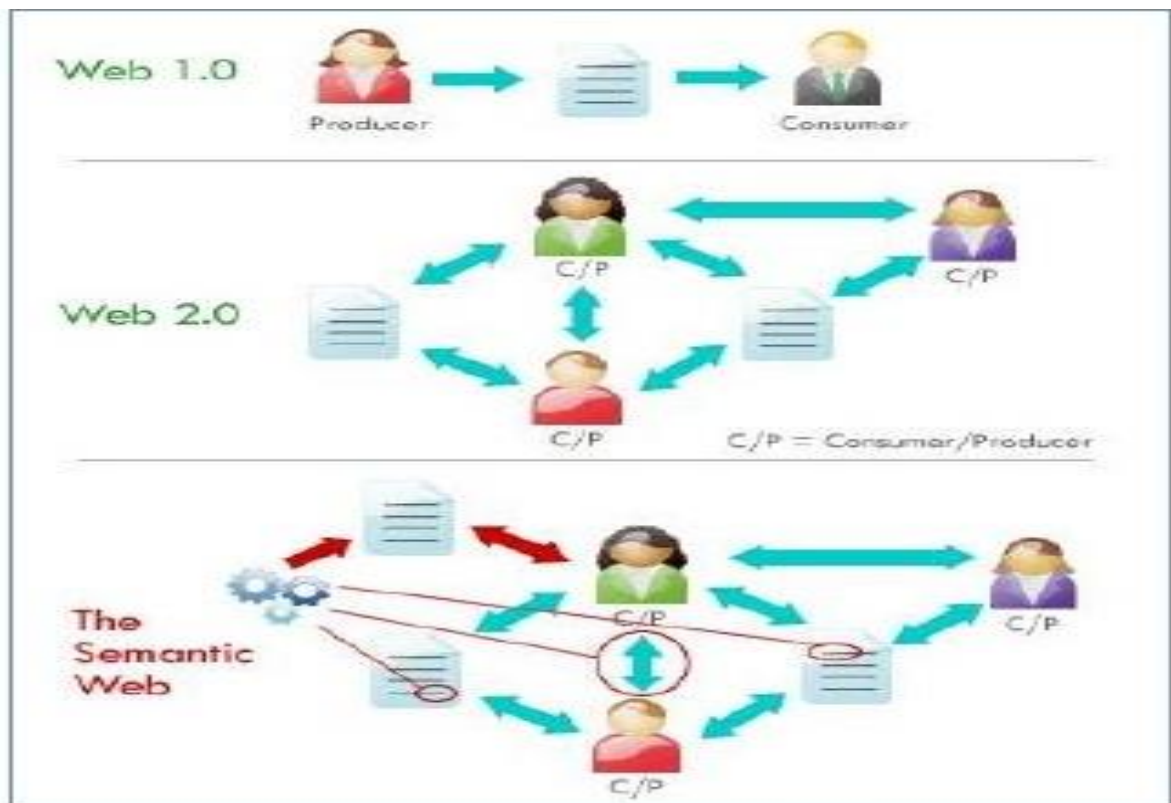 Web 1.0
Producer
Consumer
C/P
C/P
Web 2.0
C/P
C/P = Consumer/Producer
C/P
C/P
The
Semantic
Web
C/P